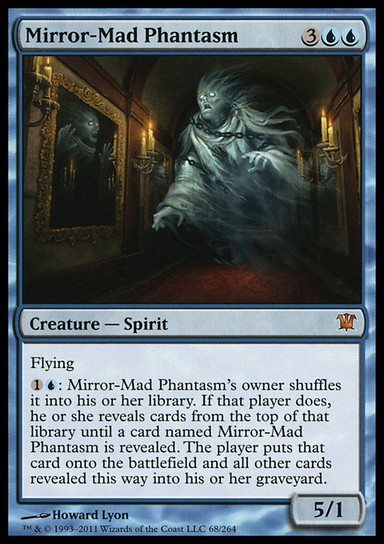 Mirror-Mad Phantasm 3
Creature — Spirit
Flying
1: Mirror-Mad Phantasm's owner shuffles
it into his or her library. If that player does,
he or she reveals cards from the top of that
library until a card named Mirror-Mad
Phantasm is revealed. The player puts that
card onto the battlefield and all other cards
revealed this way into his or her graveyard.
5/1
Howard Lyon
™ & © 1993–2011 Wizards of the Coast LLC 68/264